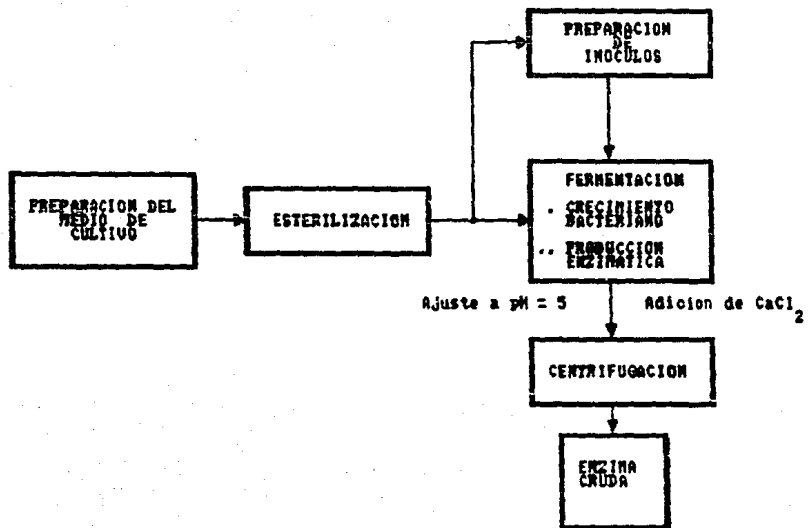 PREPARACION
DE
INOCULOS
PREPARACION DEL
MEDIO DE
CULTIVO
ESTERILIZACION
FERMENTACION
. CRECIMIENTO
BACTERIANO
.. PRODUCCION
ENZIMATICA
Ajuste a pH = 5 Adicion de CaCl2
CENTRIFUGACION
ENZIMA
CRUDA